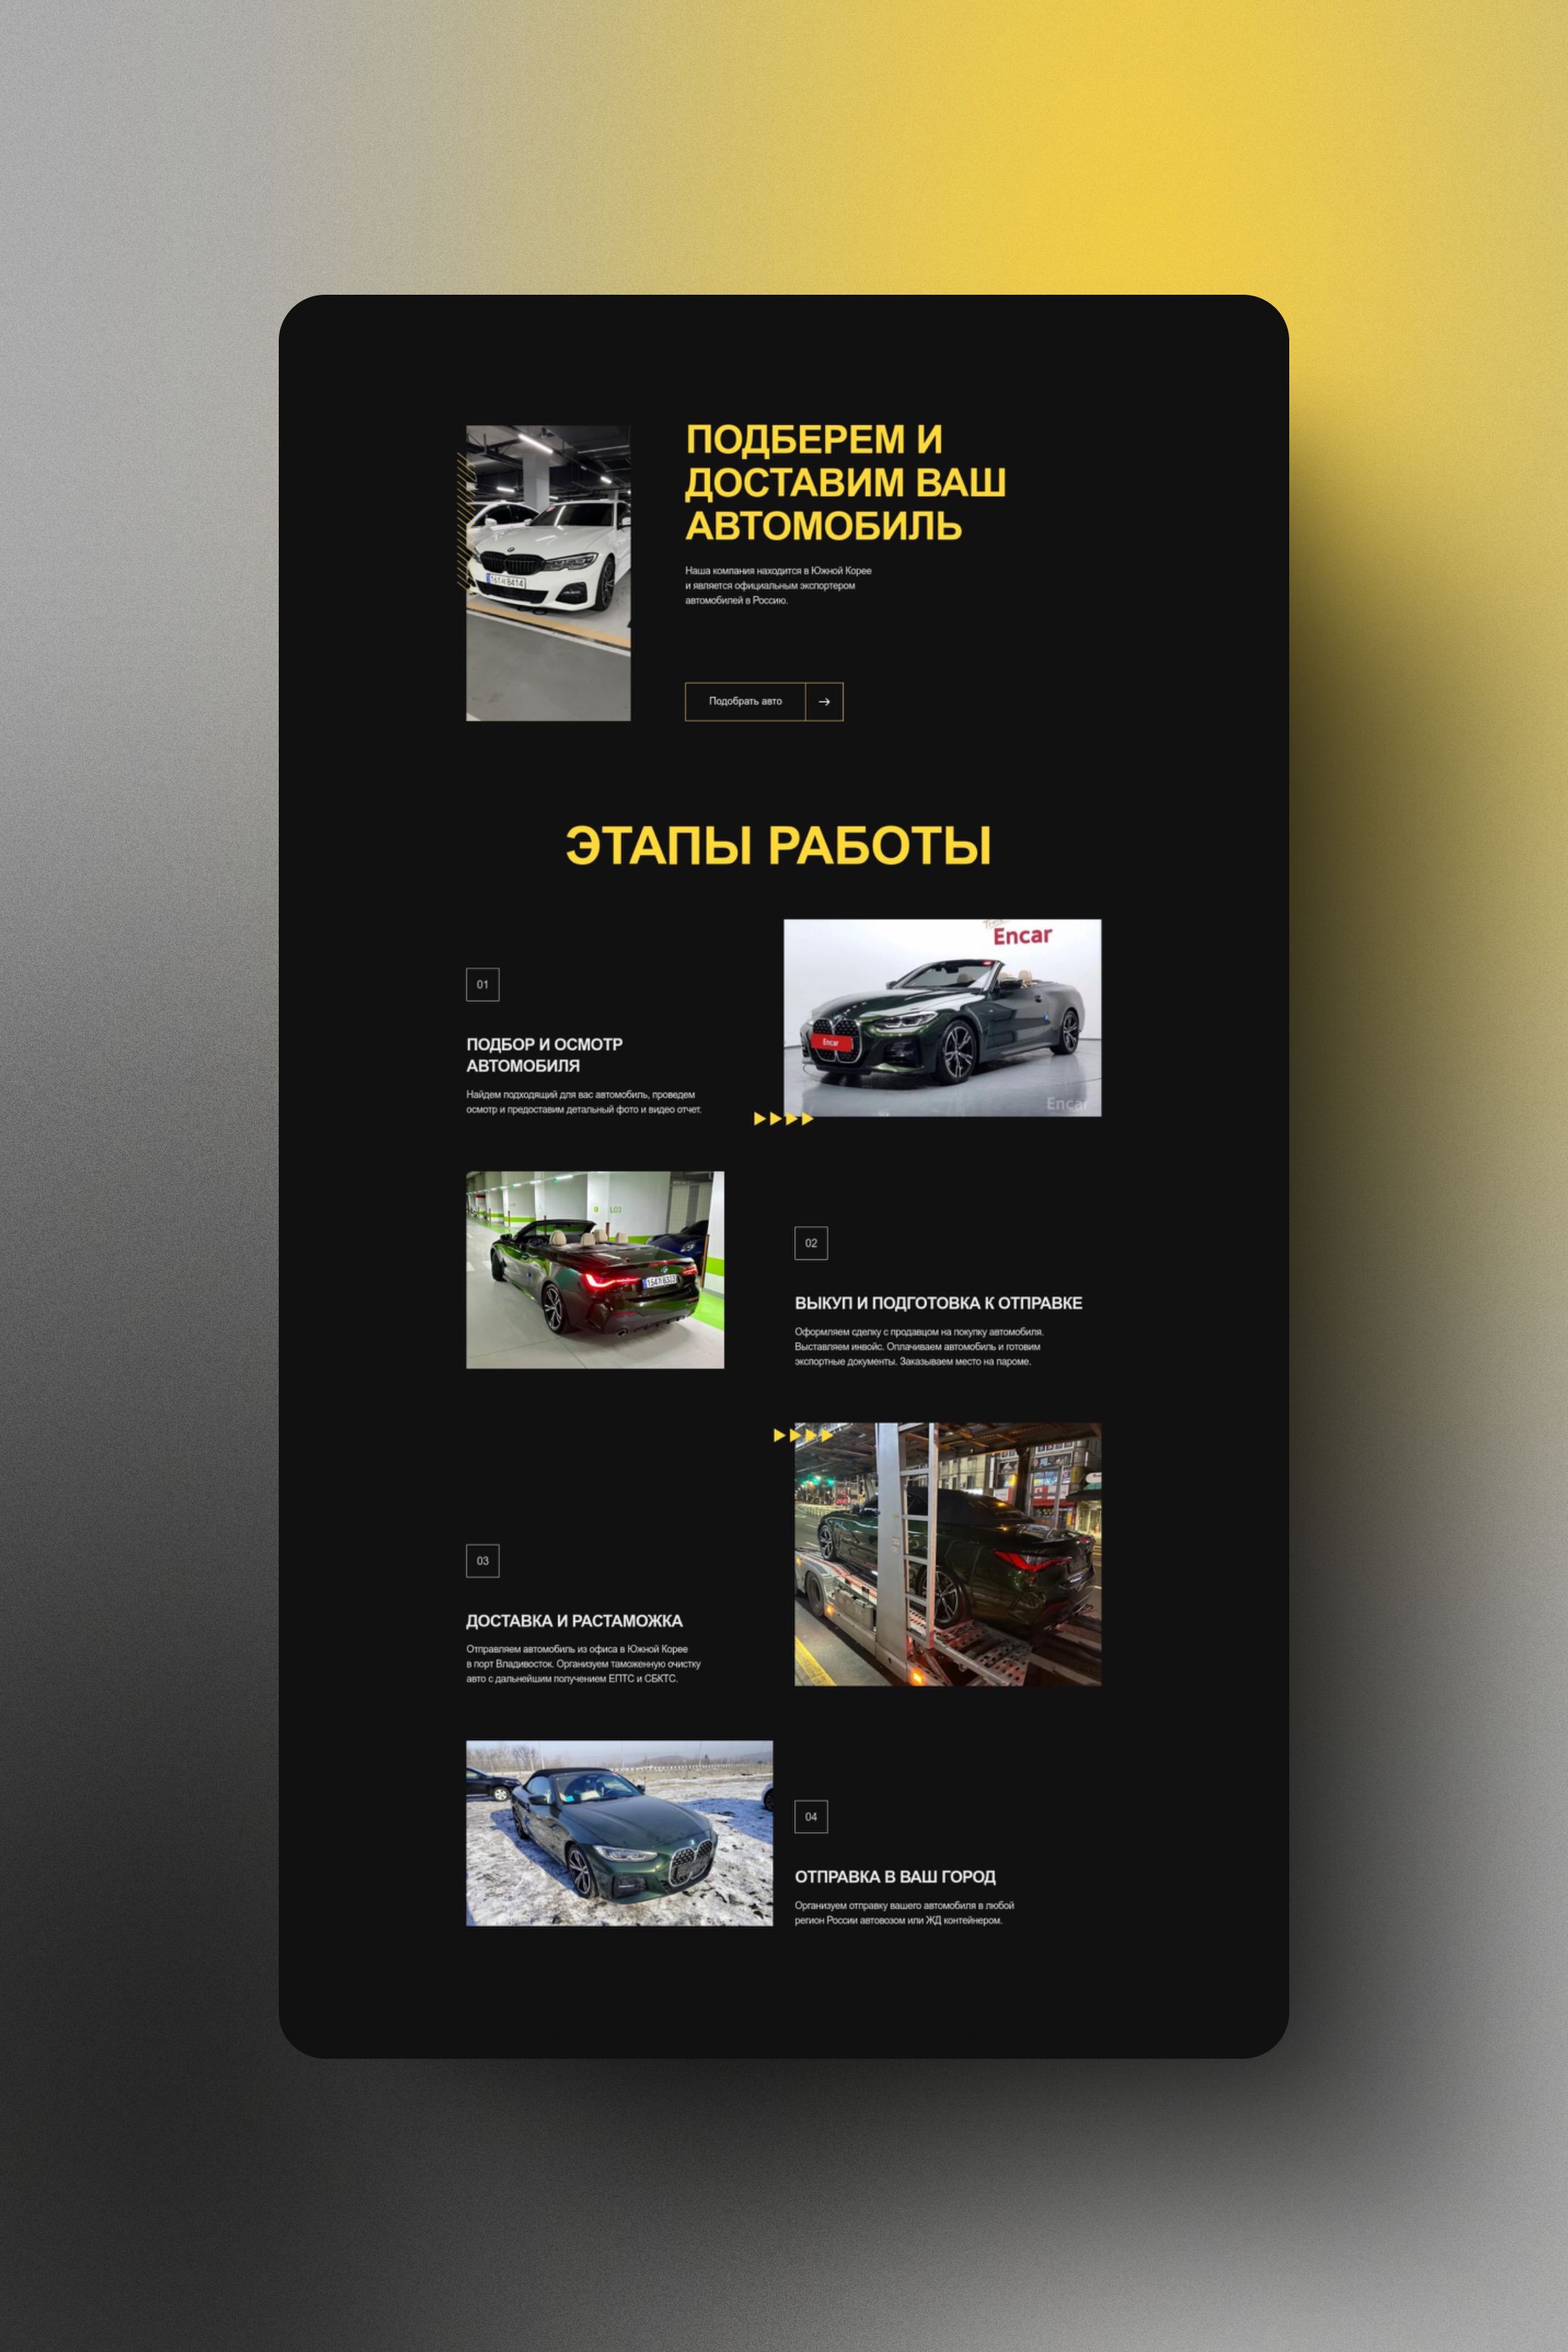 ПОДБЕРЕМ И
ДОСТАВИМ ВАШ
АВТОМОБИЛЬ
Наша компания находится в Южной Корее
и является официальным экспортером
автомобилей в Россию.
Подобрать авто
ЭТАПЫ РАБОТЫ
Encar
Encar
Encar
01
ПОДБОР И ОСМОТР
АВТОМОБИЛЯ
Найдем подходящий для вас автомобиль, проведем
осмотр и предоставим детальный фото и видео отчет.
02
ВЫКУП И ПОДГОТОВКА К ОТПРАВКЕ
Оформляем сделку с продавцом на покупку автомобиля.
Выставляем инвойс. Оплачиваем автомобиль и готовим
экспортные документы. Заказываем место на пароме.
03
ДОСТАВКА И РАСТАМОЖКА
Отправляем автомобиль из офиса в Южной Корее
в порт Владивосток. Организуем таможенную очистку
авто с дальнейшим получением ЕПТС и СБКТС.
04
ОТПРАВКА В ВАШ ГОРОД
Организуем отправку вашего автомобиля в любой
регион России автовозом или ЖД контейнером.